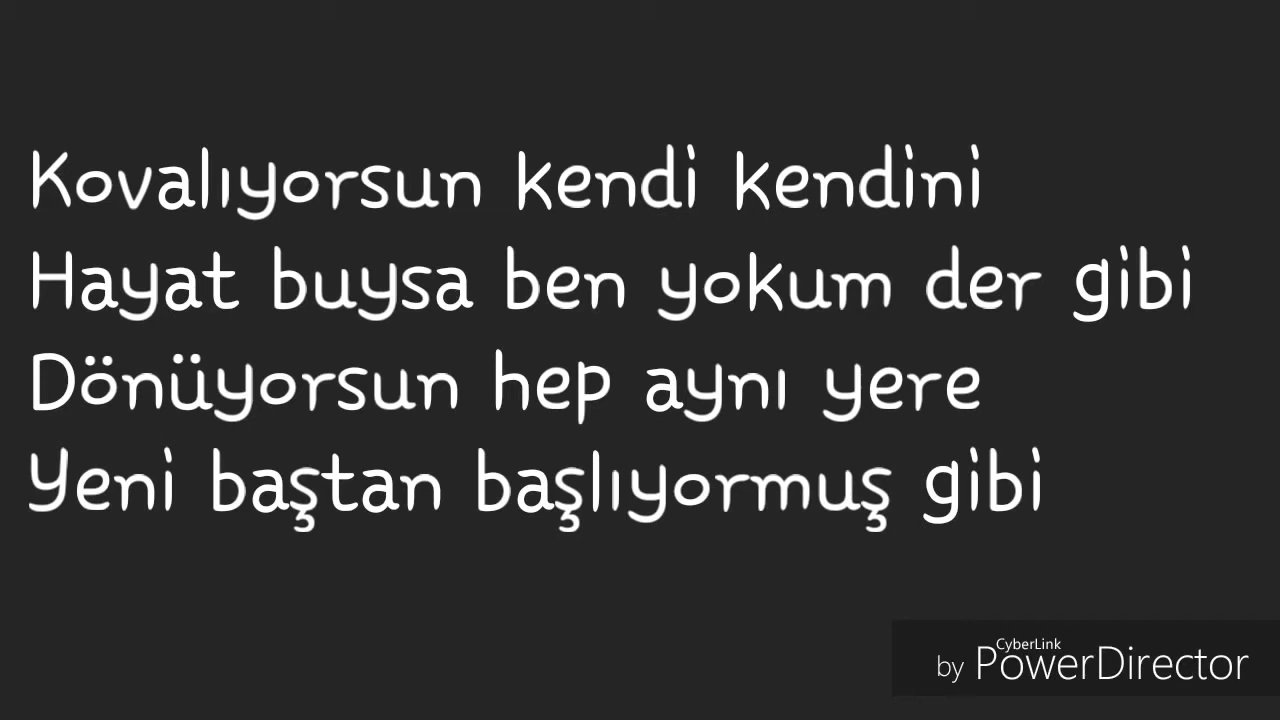 Kovalıyorsun kendi kendini
Hayat buysa ben yokum der gibi
Dönüyorsun hep aynı yere
Yeni baştan başlıyormuş gibi
CyberLink
by PowerDirector